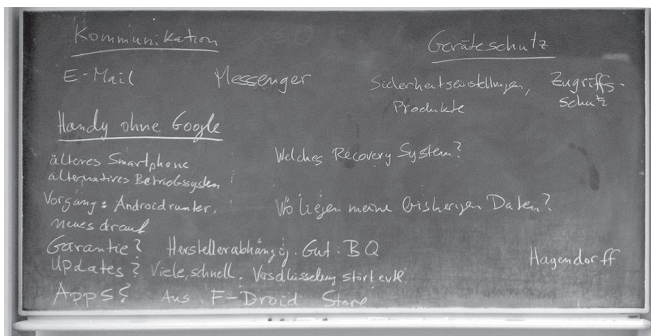 Kommunikation
Geräteschutz
E-Mail Messenger
Sicherheitseinstellungen,
Produkte
Zugriffs-
schutz
Handy ohne Google
älteres Smartphone
alternatives Betriebssystem
Vorgang: Android runter,
neues drauf
Welches Recovery System?
Wo liegen meine bisherigen Daten?
Garantie? Herstellerabhängig. Gut: BQ
Updates? Viele, schnell. Verschlüsselung stört evtl.
Apps? Aus F-Droid Store
Hagendorff